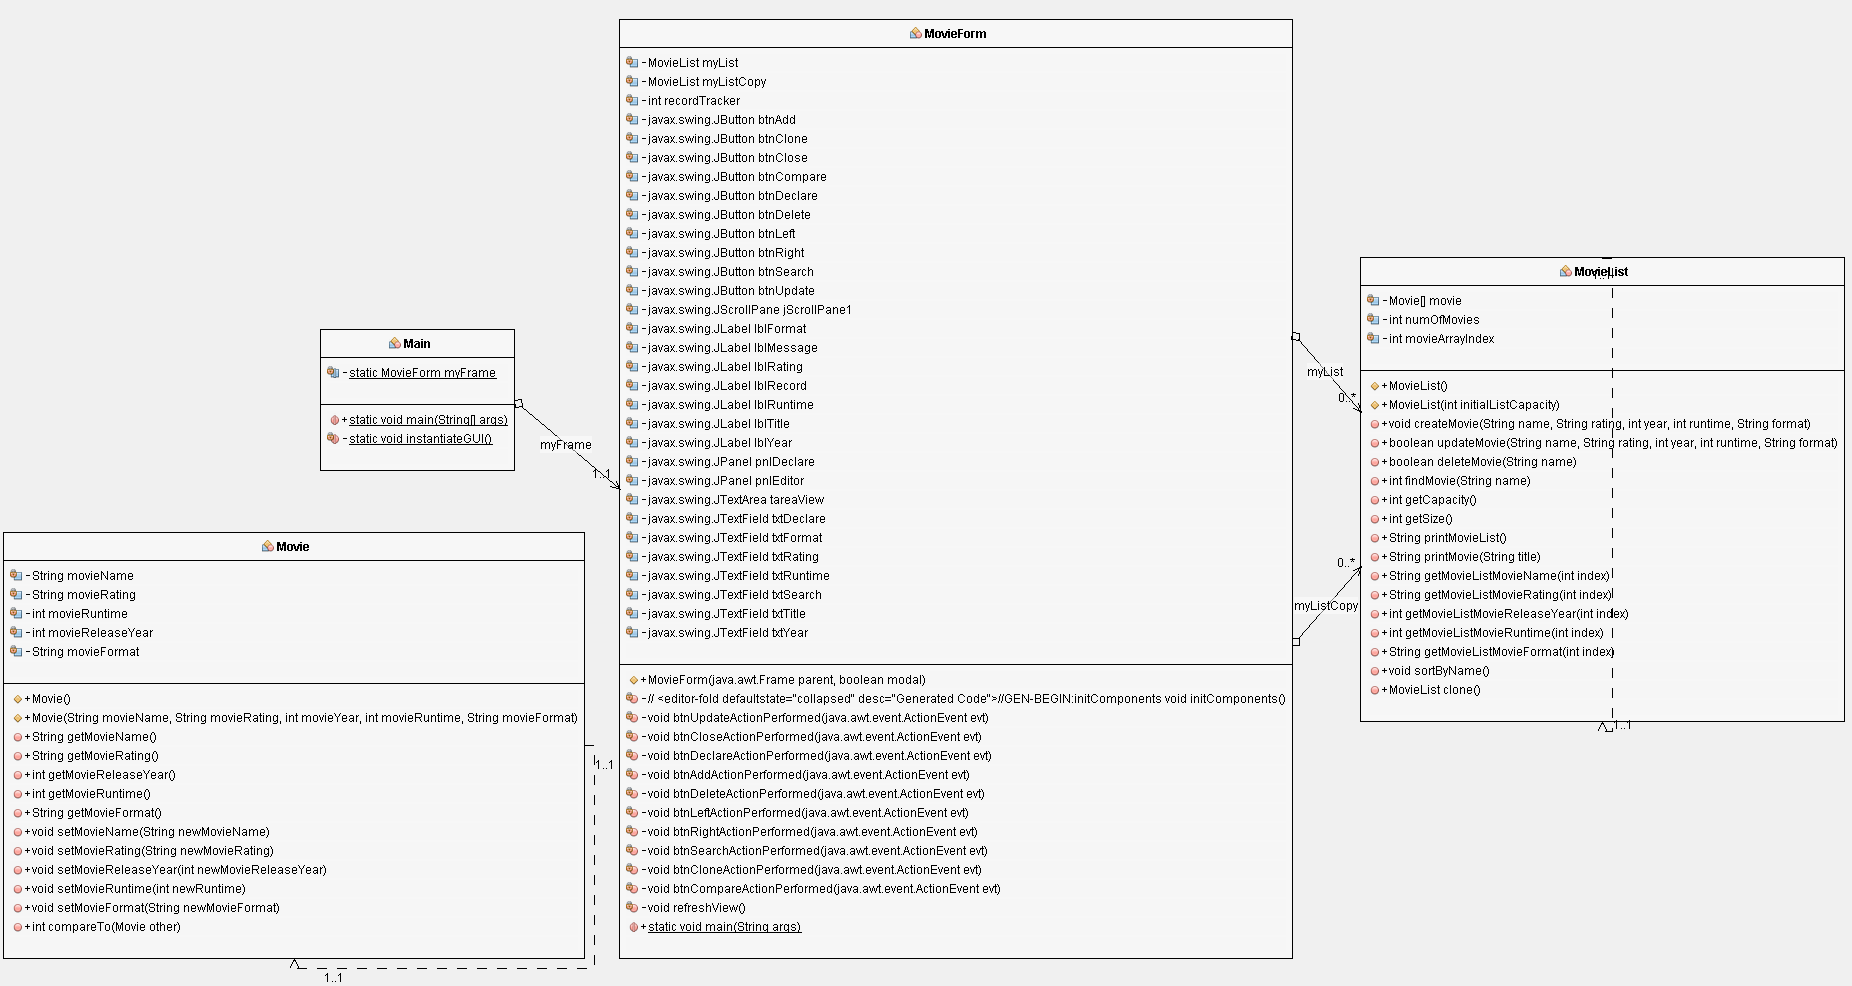 MovieForm
-MovieList myList
-MovieList myListCopy
-int recordTracker
-javax.swing.JButton btnAdd
-javax.swing.JButton btnClone
-javax.swing.JButton btnClose
-javax.swing.JButton btnCompare
-javax.swing.JButton btnDeclare
-javax.swing.JButton btnDelete
-javax.swing.JButton btnLeft
-javax.swing.JButton btnRight
-javax.swing.JButton btnSearch
-javax.swing.JButton btnUpdate
-javax.swing.JScrollPane jScrollPane1
-javax.swing.JLabel lblFormat
-javax.swing.JLabel lblMessage
-javax.swing.JLabel lblRating
-javax.swing.JLabel lblRecord
-javax.swing.JLabel lblRuntime
-javax.swing.JLabel lblTitle
-javax.swing.JLabel lblYear
-javax.swing.JPanel pnlDeclare
-javax.swing.JPanel pnlEditor
-javax.swing.JTextArea tareaView
-javax.swing.JTextField txtDeclare
-javax.swing.JTextField txtFormat
-javax.swing.JTextField txtRating
-javax.swing.JTextField txtRuntime
-javax.swing.JTextField txtSearch
-javax.swing.JTextField txtTitle
-javax.swing.JTextField txtYear
+MovieForm(java.awt.Frame parent, boolean modal)
-// <editor-fold defaultstate="collapsed" desc="Generated Code">//GEN-BEGIN:initComponents void initComponents()
-void btnUpdateActionPerformed(java.awt.event.ActionEvent evt)
-void btnCloseActionPerformed(java.awt.event.ActionEvent evt)
-void btnDeclareActionPerformed(java.awt.event.ActionEvent evt)
-void btnAddActionPerformed(java.awt.event.ActionEvent evt)
-void btnDeleteActionPerformed(java.awt.event.ActionEvent evt)
-void btnLeftActionPerformed(java.awt.event.ActionEvent evt)
-void btnRightActionPerformed(java.awt.event.ActionEvent evt)
-void btnSearchActionPerformed(java.awt.event.ActionEvent evt)
-void btnCloneActionPerformed(java.awt.event.ActionEvent evt)
-void btnCompareActionPerformed(java.awt.event.ActionEvent evt)
-void refreshView()
+static void main(String args)
Main
-static MovieForm myFrame
+static void main(String[] args)
-static void instantiateGUI()
myFrame
1..1
Movie
-String movieName
-String movieRating
-int movieRuntime
-int movieReleaseYear
-String movieFormat
+Movie()
+Movie(String movieName, String movieRating, int movieYear, int movieRuntime, String movieFormat)
+String getMovieName()
+String getMovieRating()
+int getMovieReleaseYear()
+int getMovieRuntime()
+String getMovieFormat()
+void setMovieName(String newMovieName)
+void setMovieRating(String newMovieRating)
+void setMovieReleaseYear(int newMovieReleaseYear)
+void setMovieRuntime(int newRuntime)
+void setMovieFormat(String newMovieFormat)
+int compareTo(Movie other)
1..1
1..1
myList
0..*
0..*
myListCopy
MovieList
-Movie[] movie
-int numOfMovies
-int movieArrayIndex
+MovieList()
+MovieList(int initialListCapacity)
+void createMovie(String name, String rating, int year, int runtime, String format)
+boolean updateMovie(String name, String rating, int year, int runtime, String format)
+boolean deleteMovie(String name)
+int findMovie(String name)
+int getCapacity()
+int getSize()
+String printMovieList()
+String printMovie(String title)
+String getMovieListMovieName(int index)
+String getMovieListMovieRating(int index)
+int getMovieListMovieReleaseYear(int index)
+int getMovieListMovieRuntime(int index)
+String getMovieListMovieFormat(int index)
+void sortByName()
+MovieList clone()
1..1